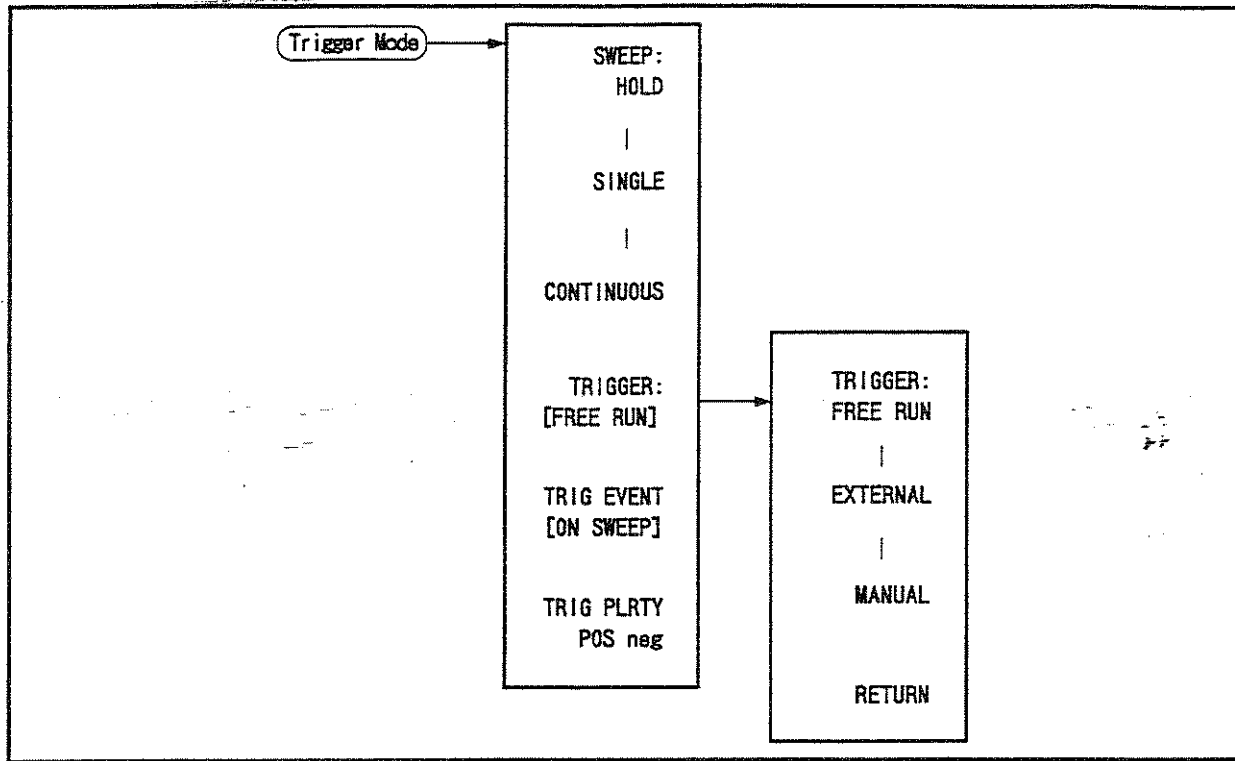 Trigger Mode
SWEEP:
HOLD
SINGLE
CONTINUOUS
TRIGGER:
[FREE RUN]
TRIG EVENT
[ON SWEEP]
TRIG PLRTY
POS neg
TRIGGER:
FREE RUN
EXTERNAL
MANUAL
RETURN